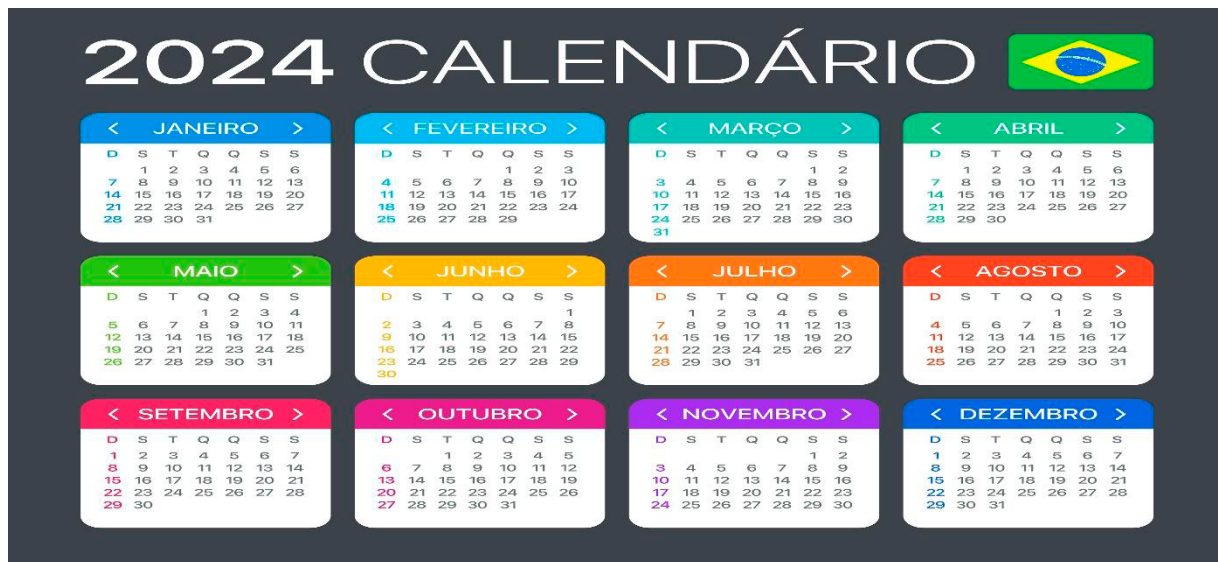 2024 CALENDÁRIO
< JANEIRO >
D S T Q Q S S
1 2 3 4 5 6
7 8 9 10 11 12 13
14 15 16 17 18 19 20
21 22 23 24 25 26 27
28 29 30 31
< FEVEREIRO >
D S T Q Q S S
1 2 3
4 5 6 7 8 9 10
11 12 13 14 15 16 17
18 19 20 21 22 23 24
25 26 27 28 29
< MARÇO >
D S T Q Q S S
1 2
3 4 5 6 7 8 9
10 11 12 13 14 15 16
17 18 19 20 21 22 23
24 25 26 27 28 29 30
31
< ABRIL >
D S T Q Q S S
1 2 3 4 5 6
7 8 9 10 11 12 13
14 15 16 17 18 19 20
21 22 23 24 25 26 27
28 29 30
< MAIO >
D S T Q Q S S
1 2 3 4
5 6 7 8 9 10 11
12 13 14 15 16 17 18
19 20 21 22 23 24 25
26 27 28 29 30 31
< JUNHO >
D S T Q Q S S
1
2 3 4 5 6 7 8
9 10 11 12 13 14 15
16 17 18 19 20 21 22
23 24 25 26 27 28 29
30
< JULHO >
D S T Q Q S S
1 2 3 4 5 6
7 8 9 10 11 12 13
14 15 16 17 18 19 20
21 22 23 24 25 26 27
28 29 30 31
< AGOSTO >
D S T Q Q S S
1 2 3
4 5 6 7 8 9 10
11 12 13 14 15 16 17
18 19 20 21 22 23 24
25 26 27 28 29 30 31
< SETEMBRO >
D S T Q Q S S
1 2 3 4 5 6 7
8 9 10 11 12 13 14
15 16 17 18 19 20 21
22 23 24 25 26 27 28
29 30
< OUTUBRO >
D S T Q Q S S
1 2 3 4 5
6 7 8 9 10 11 12
13 14 15 16 17 18 19
20 21 22 23 24 25 26
27 28 29 30 31
< NOVEMBRO >
D S T Q Q S S
1 2
3 4 5 6 7 8 9
10 11 12 13 14 15 16
17 18 19 20 21 22 23
24 25 26 27 28 29 30
< DEZEMBRO >
D S T Q Q S S
1 2 3 4 5 6 7
8 9 10 11 12 13 14
15 16 17 18 19 20 21
22 23 24 25 26 27 28
29 30 31